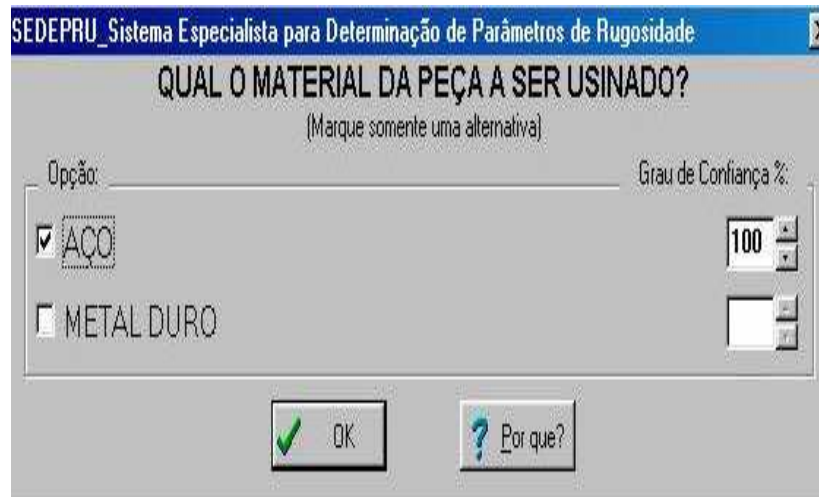 SEDEPRU_Sistema Especialista para Determinação de Parâmetros de Rugosidade
QUAL O MATERIAL DA PEÇA A SER USINADO?
(Marque somente uma alternativa)
Opção: Grau de Confiança %:
AÇO 100
METAL DURO
OK Por que?